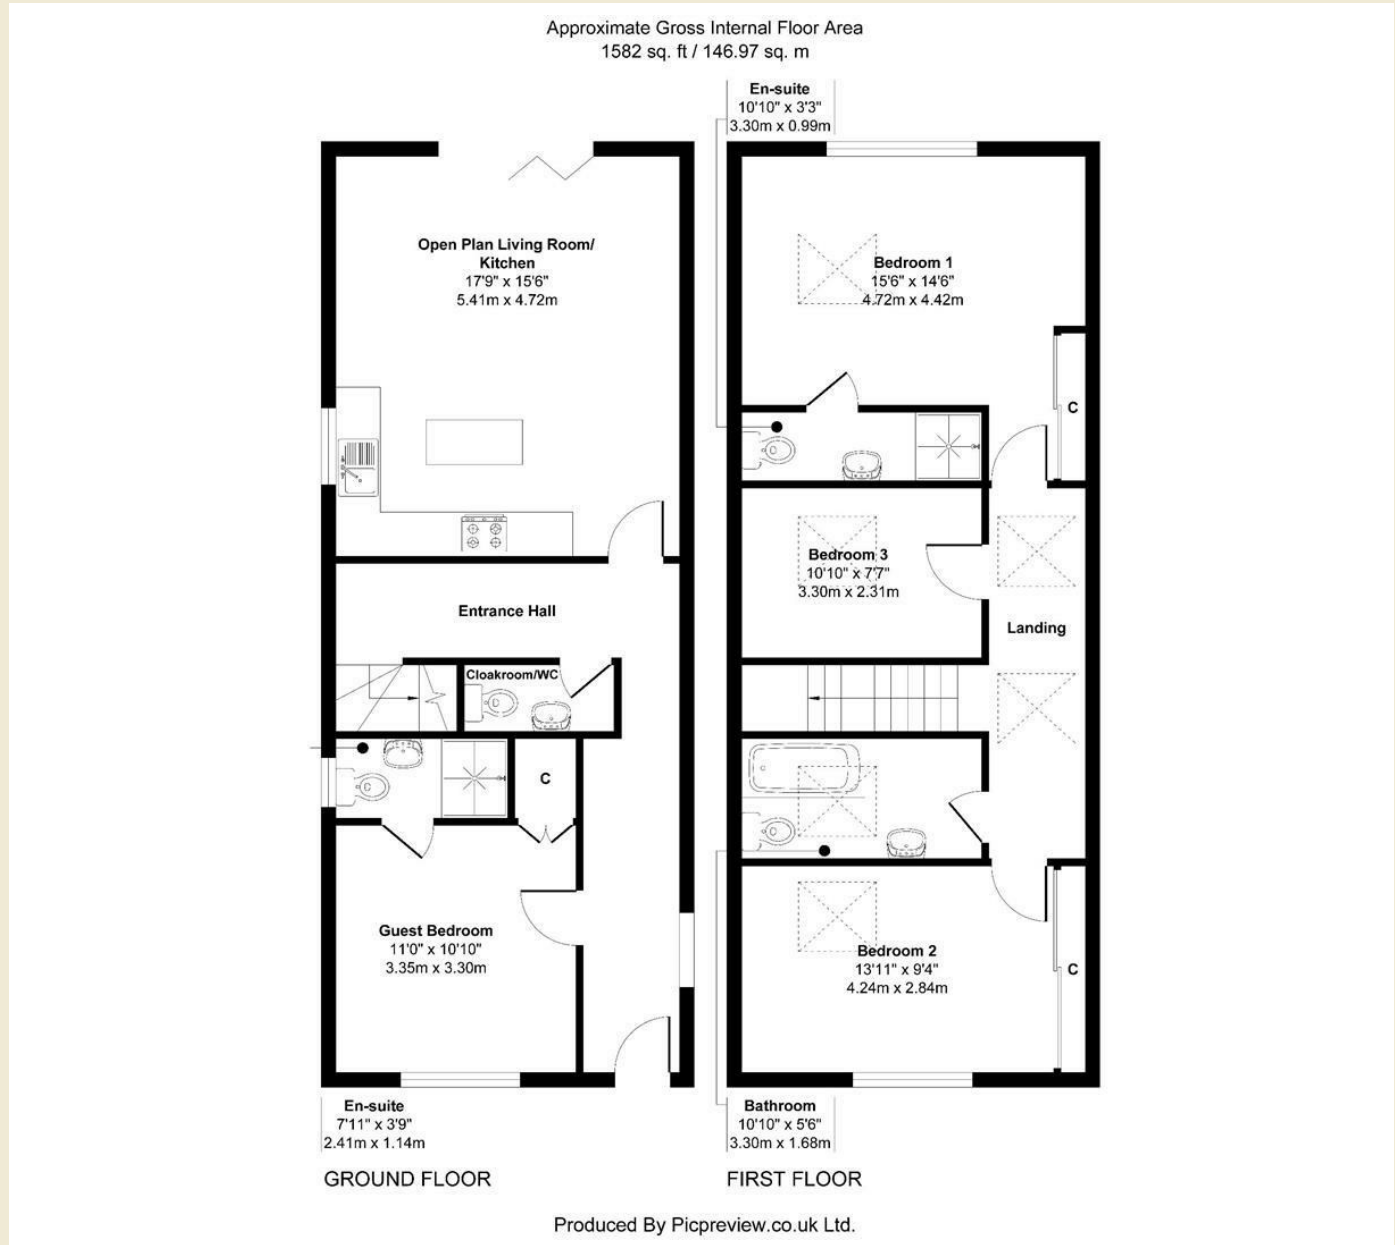 Approximate Gross Internal Floor Area
1582 sq. ft / 146.97 sq. m
En-suite
10'10" x 3'3"
3.30m x 0.99m
Open Plan Living Room/
Kitchen
17'9" x 15'6"
5.41m x 4.72m
Bedroom 1
15'6" x 14'6"
4.72m x 4.42m
C
Bedroom 3
10'10" x 7'7"
3.30m x 2.31m
Entrance Hall
Landing
Cloakroom/WC
C
Guest Bedroom
11'0" x 10'10"
3.35m x 3.30m
Bedroom 2
13'11" x 9'4"
4.24m x 2.84m
C
En-suite
7'11" x 3'9"
2.41m x 1.14m
Bathroom
10'10" x 5'6"
3.30m x 1.68m
GROUND FLOOR
FIRST FLOOR
Produced By Picpreview.co.uk Ltd.